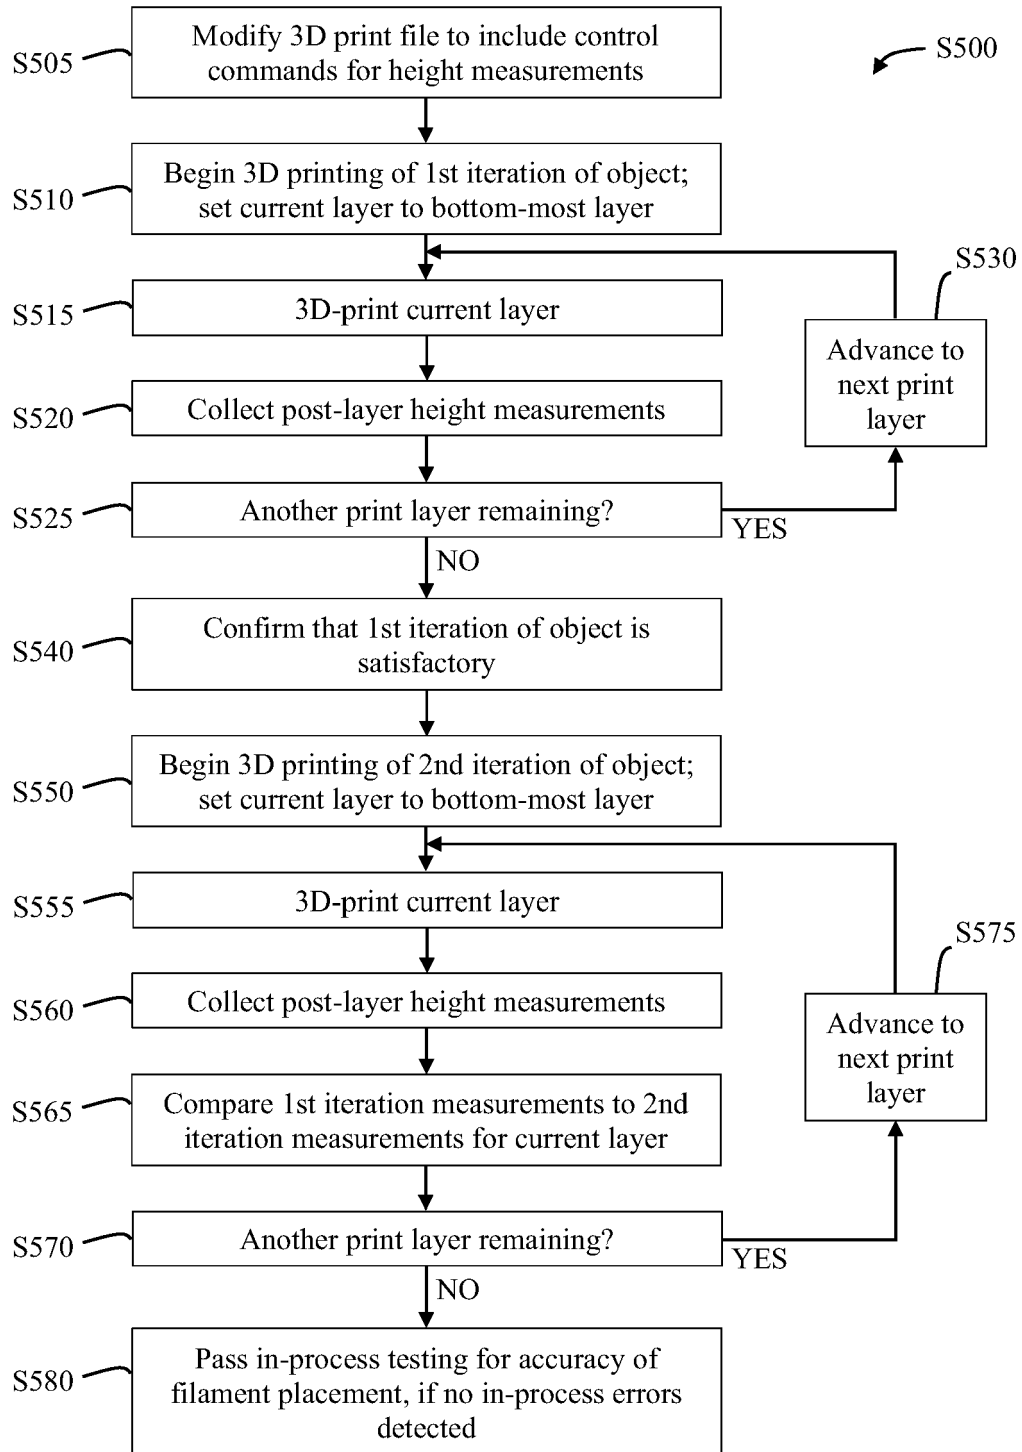 S500
S505
Modify 3D print file to include control
commands for height measurements
S510
Begin 3D printing of 1st iteration of object;
set current layer to bottom-most layer
S515
3D-print current layer
S530
Advance to
next print
layer
S520
Collect post-layer height measurements
S525
Another print layer remaining?
YES
NO
S540
Confirm that 1st iteration of object is
satisfactory
S550
Begin 3D printing of 2nd iteration of object;
set current layer to bottom-most layer
S555
3D-print current layer
S575
Advance to
next print
layer
S560
Collect post-layer height measurements
S565
Compare 1st iteration measurements to 2nd
iteration measurements for current layer
S570
Another print layer remaining?
YES
NO
S580
Pass in-process testing for accuracy of
filament placement, if no in-process errors
detected